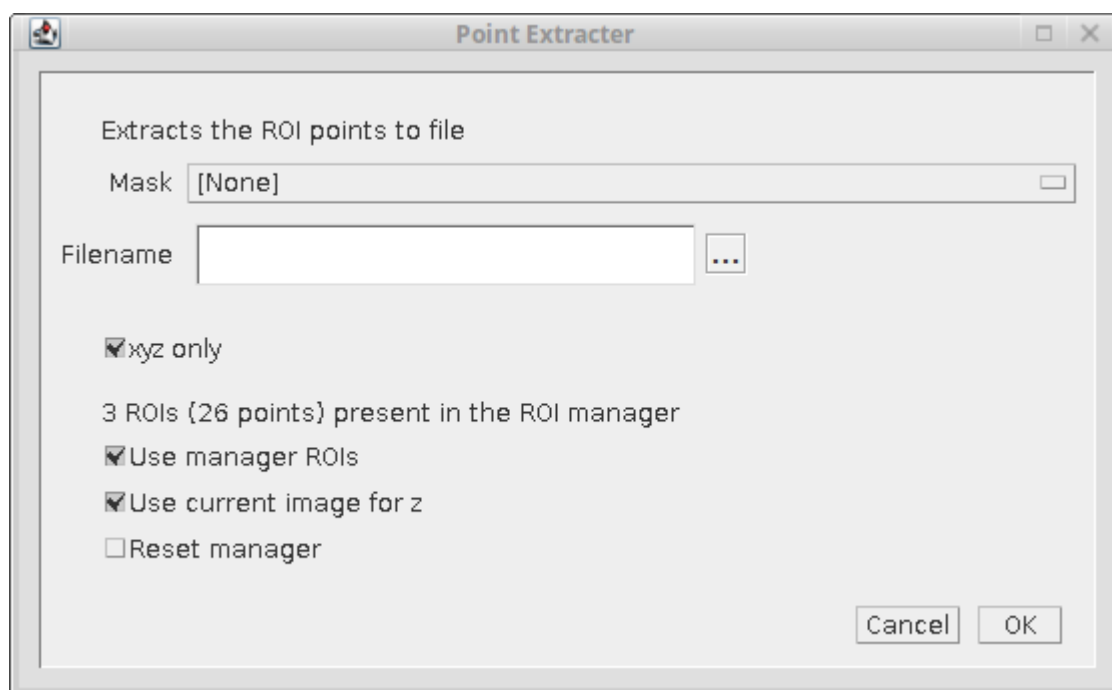 Point Extracter
Extracts the ROI points to file
Mask [None]
Filename ...
xyz only
3 ROIs (26 points) present in the ROI manager
Use manager ROIs
Use current image for z
Reset manager
Cancel OK